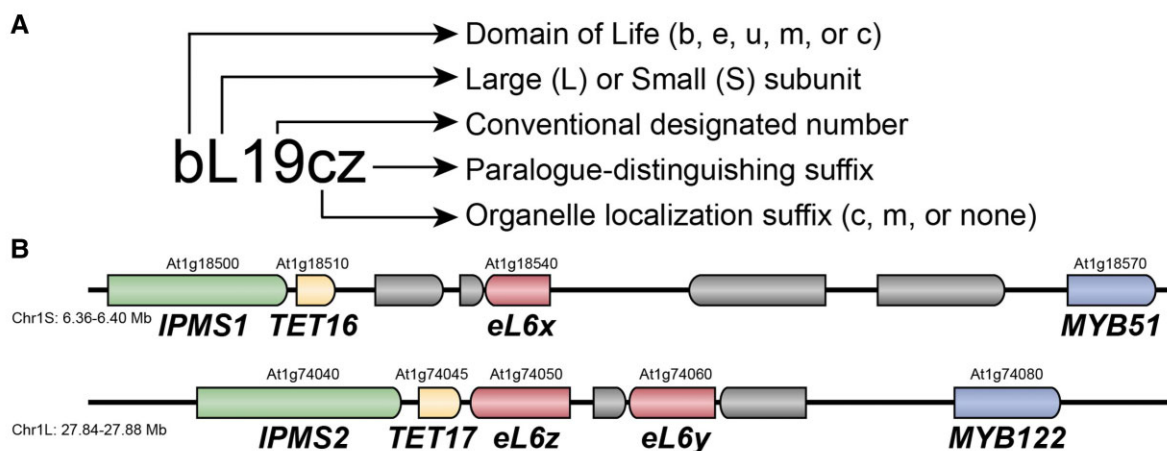 A
Domain of Life (b, e, u, m, or c)
Large (L) or Small (S) subunit
Conventional designated number
bL19cz
Paralogue-distinguishing suffix
Organelle localization suffix (c, m, or none)
B
At1g18500 At1g18510 At1g18540 At1g18570
Chr1S: 6.36-6.40 Mb
IPMS1 TET16 eL6x MYB51
At1g74040 At1g74045 At1g74050 At1g74060 At1g74080
Chr1L: 27.84-27.88 Mb
IPMS2 TET17 eL6z eL6y MYB122